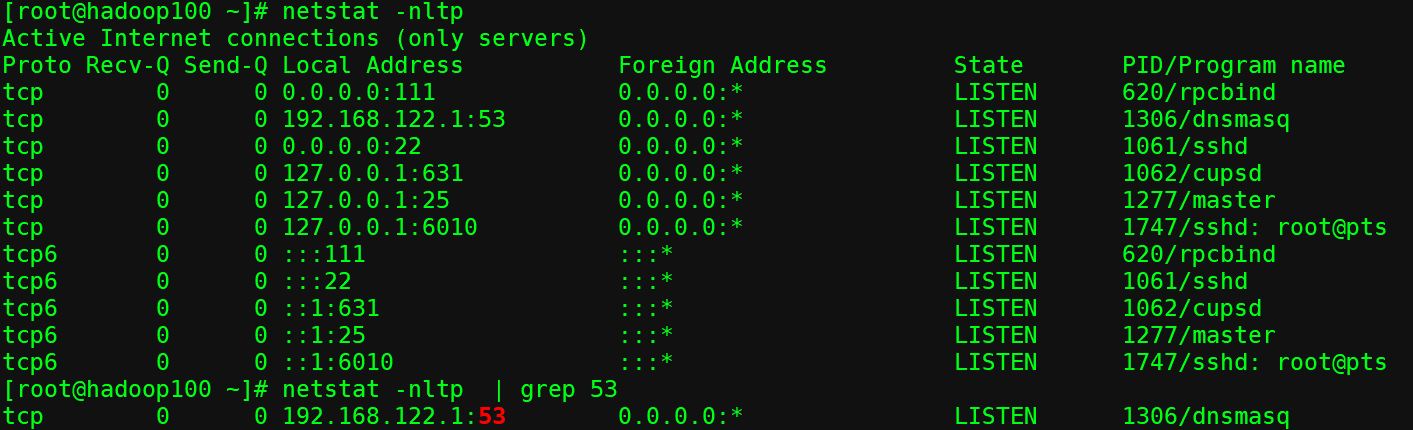 [root@hadoop100 ~]# netstat -nltp
Active Internet connections (only servers)
Proto Recv-Q Send-Q Local Address           Foreign Address         State       PID/Program name
tcp        0      0 0.0.0.0:111             0.0.0.0:*               LISTEN      620/rpcbind
tcp        0      0 192.168.122.1:53        0.0.0.0:*               LISTEN      1306/dnsmasq
tcp        0      0 0.0.0.0:22              0.0.0.0:*               LISTEN      1061/sshd
tcp        0      0 127.0.0.1:631           0.0.0.0:*               LISTEN      1062/cupsd
tcp        0      0 127.0.0.1:25            0.0.0.0:*               LISTEN      1277/master
tcp        0      0 127.0.0.1:6010          0.0.0.0:*               LISTEN      1747/sshd: root@pts
tcp6       0      0 :::111                  :::*                    LISTEN      620/rpcbind
tcp6       0      0 :::22                   :::*                    LISTEN      1061/sshd
tcp6       0      0 ::1:631                 :::*                    LISTEN      1062/cupsd
tcp6       0      0 ::1:25                  :::*                    LISTEN      1277/master
tcp6       0      0 ::1:6010                :::*                    LISTEN      1747/sshd: root@pts
[root@hadoop100 ~]# netstat -nltp  | grep 53
tcp        0      0 192.168.122.1:53        0.0.0.0:*               LISTEN      1306/dnsmasq